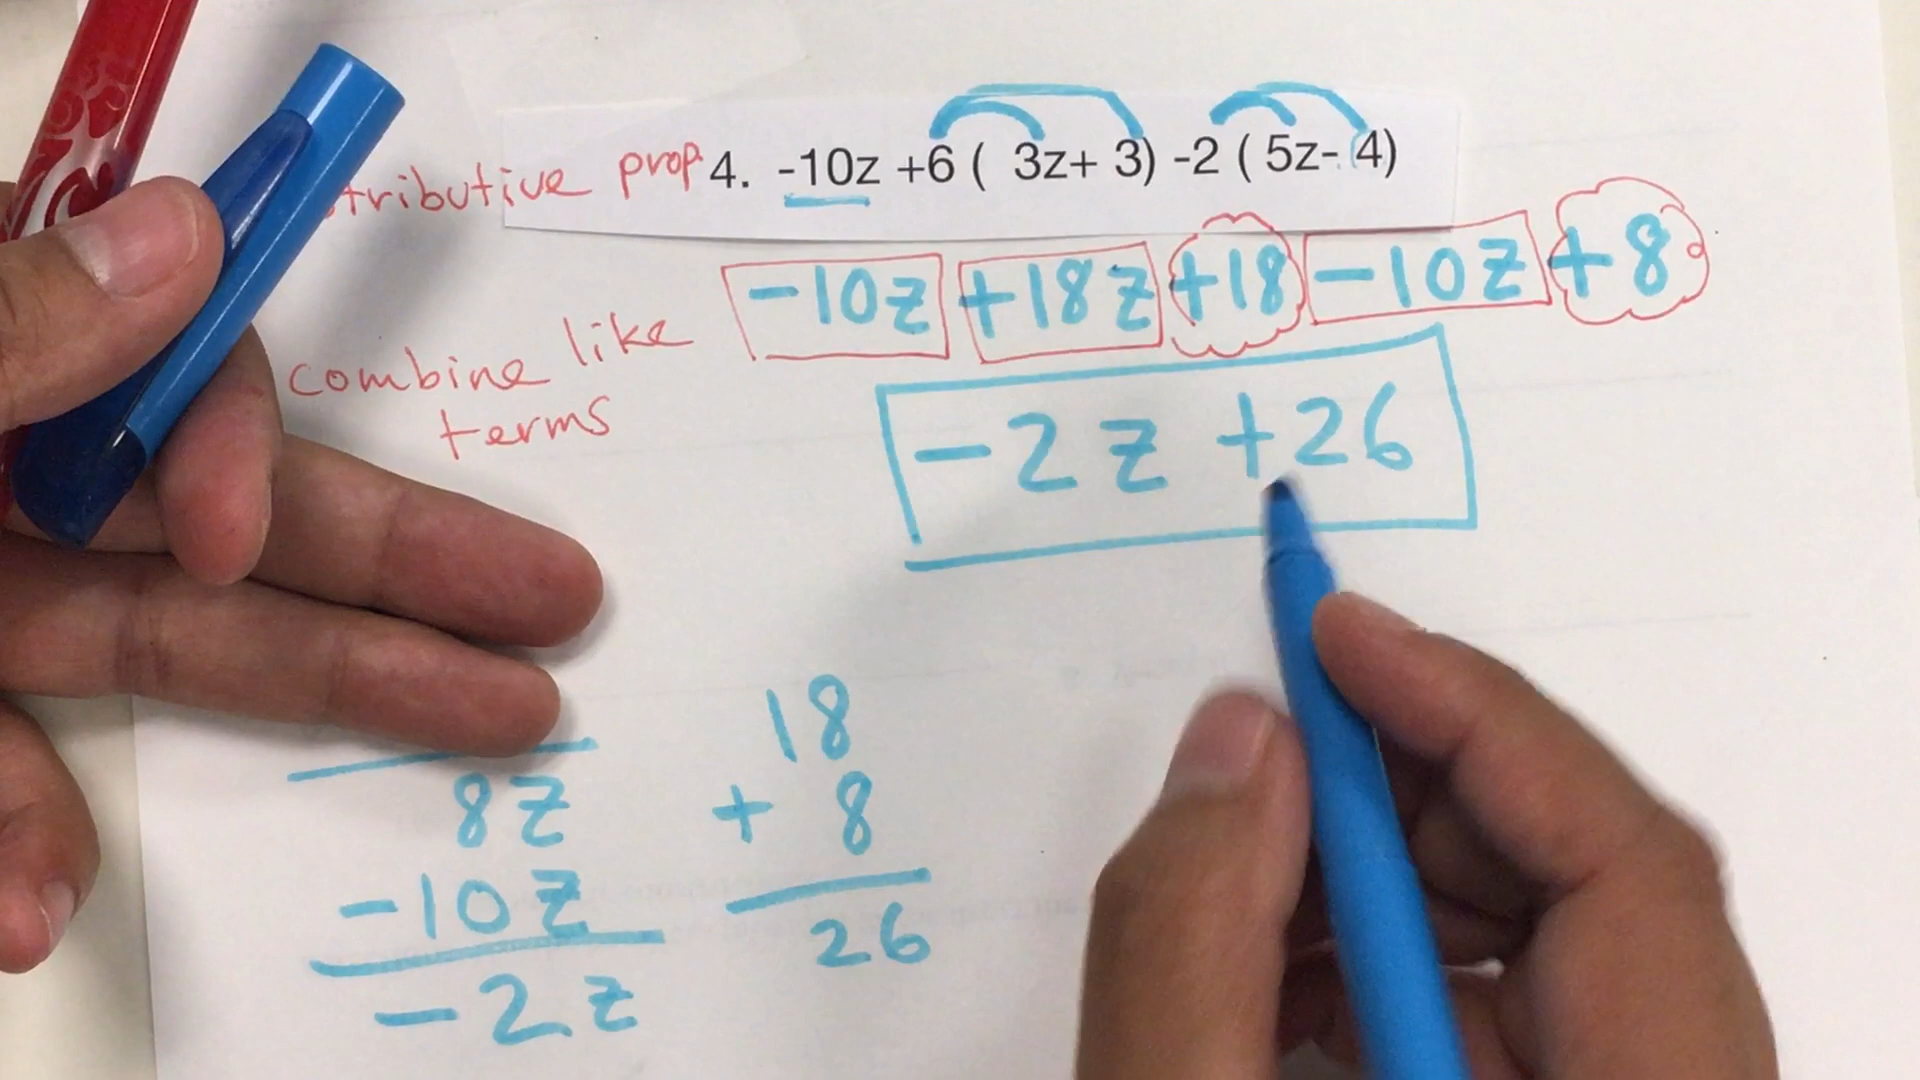 prop. 4. -10z +6 ( 3z+ 3) -2 ( 5z- 4)
-10z +18z +18 -10z +8
combine like
terms
-2z +26
8z
-10z
-2z
18
+ 8
26